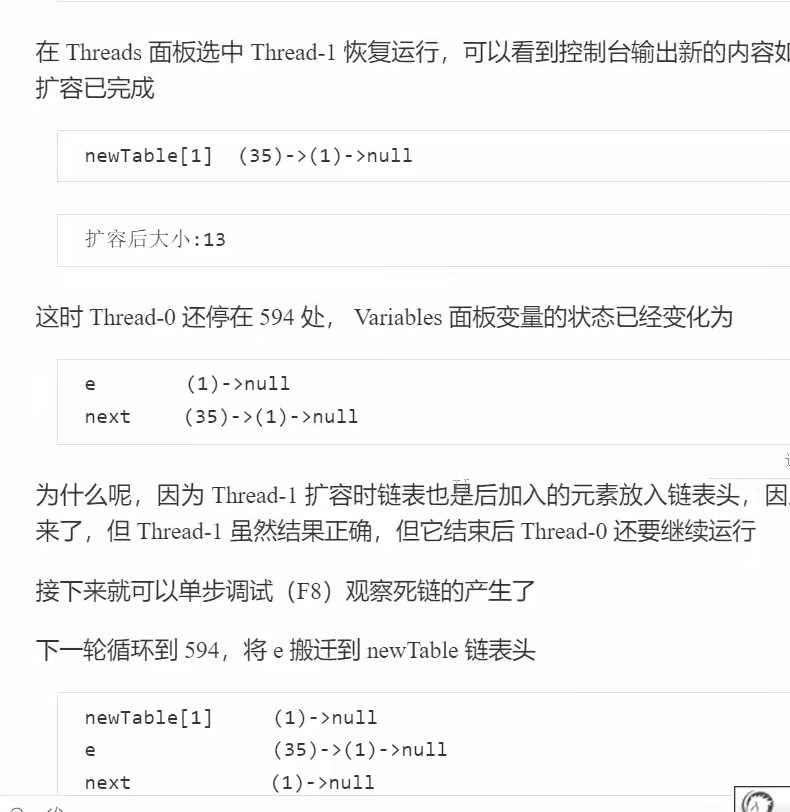 在 Threads 面板选中 Thread-1 恢复运行，可以看到控制台输出新的内容如
扩容已完成
newTable[1]  (35)->(1)->null
扩容后大小:13
这时 Thread-0 还停在 594 处， Variables 面板变量的状态已经变化为
e        (1)->null
next     (35)->(1)->null
为什么呢，因为 Thread-1 扩容时链表也是后加入的元素放入链表头，因
来了，但 Thread-1 虽然结果正确，但它结束后 Thread-0 还要继续运行
接下来就可以单步调试（F8）观察死链的产生了
下一轮循环到 594，将 e 搬迁到 newTable 链表头
newTable[1]     (1)->null
e               (35)->(1)->null
next            (1)->null